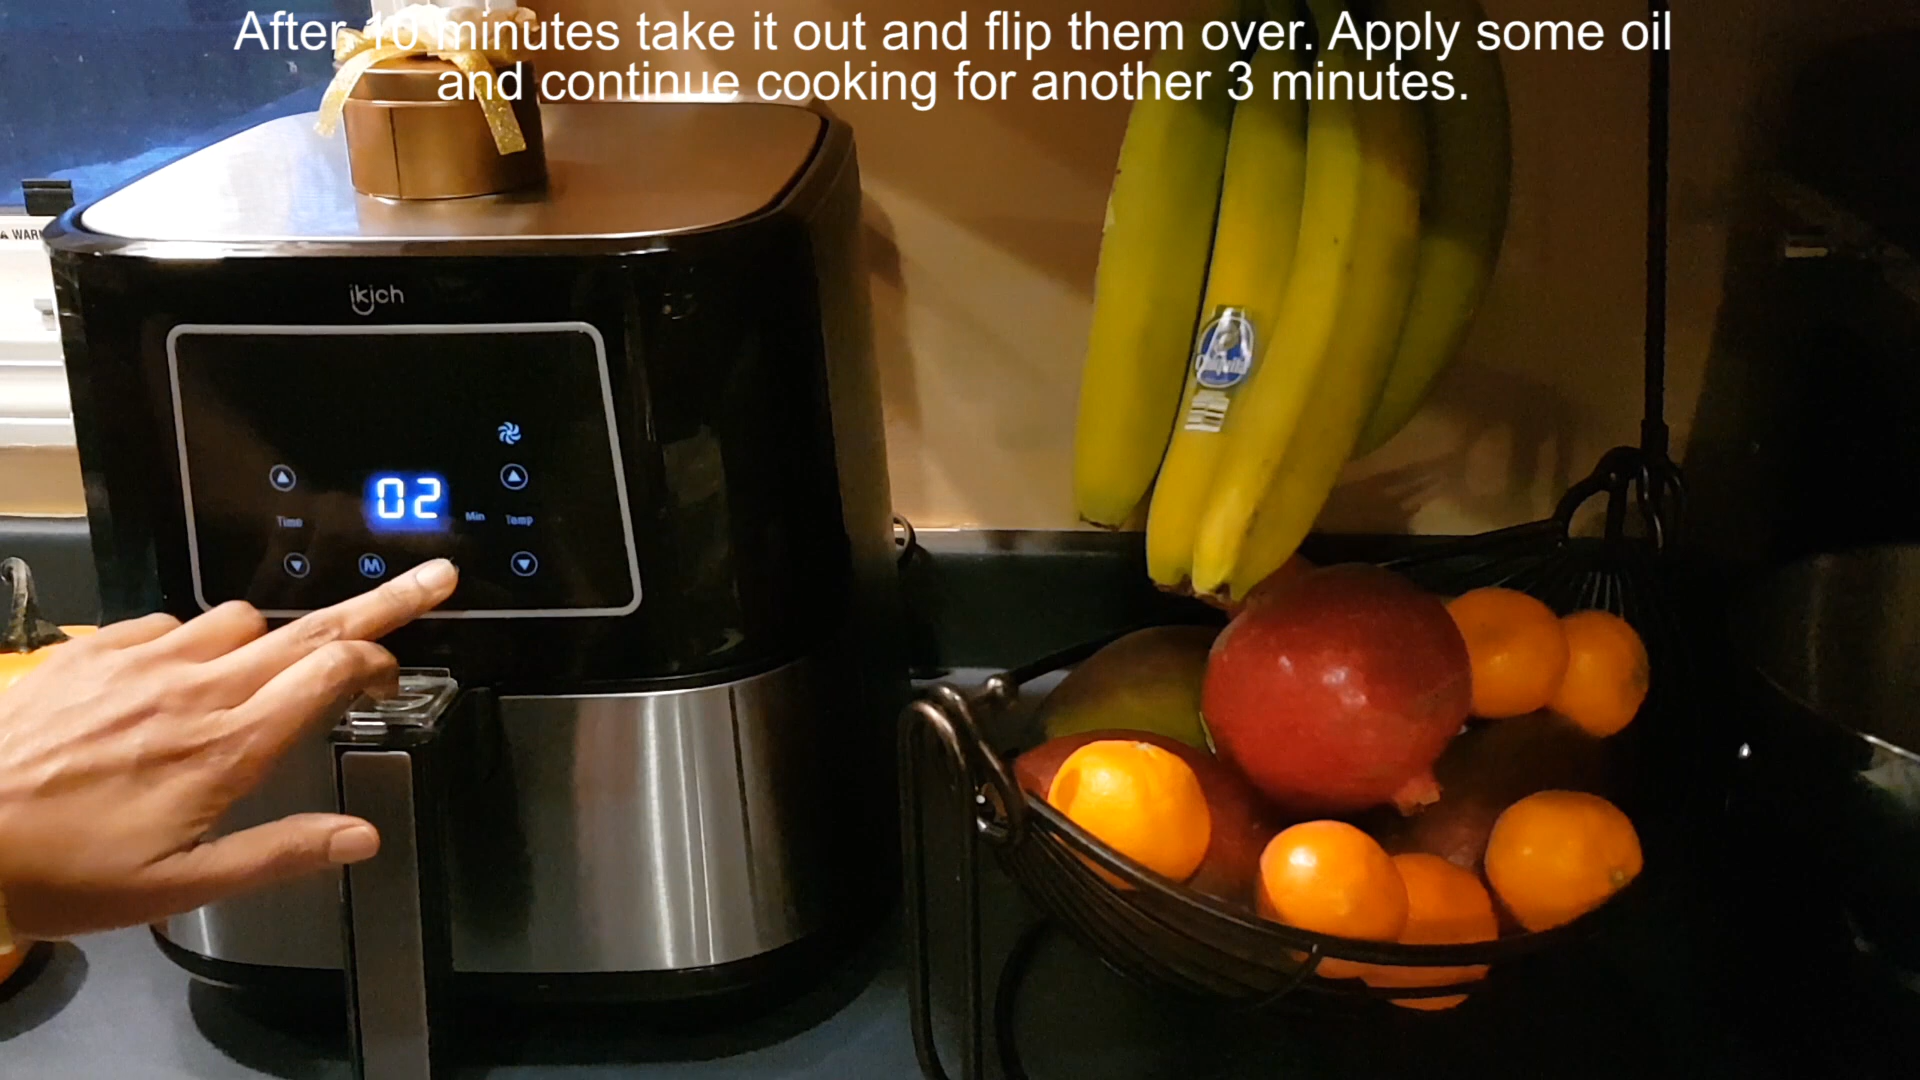 After 10 minutes take it out and flip them over. Apply some oil
and continue cooking for another 3 minutes.
WARN
ikich
02
Time
Min
Temp
M